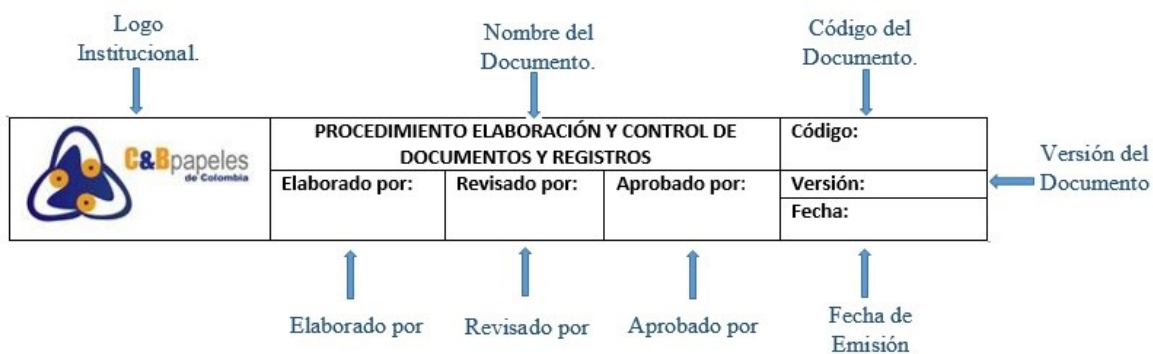 Logo
Institucional.
Nombre del
Documento.
Código del
Documento.
C&Bpapeles
de Colombia
PROCEDIMIENTO ELABORACIÓN Y CONTROL DE
DOCUMENTOS Y REGISTROS
Código:
Elaborado por:
Revisado por:
Aprobado por:
Versión:
Fecha:
Versión del
Documento
Elaborado por
Revisado por
Aprobado por
Fecha de
Emisión